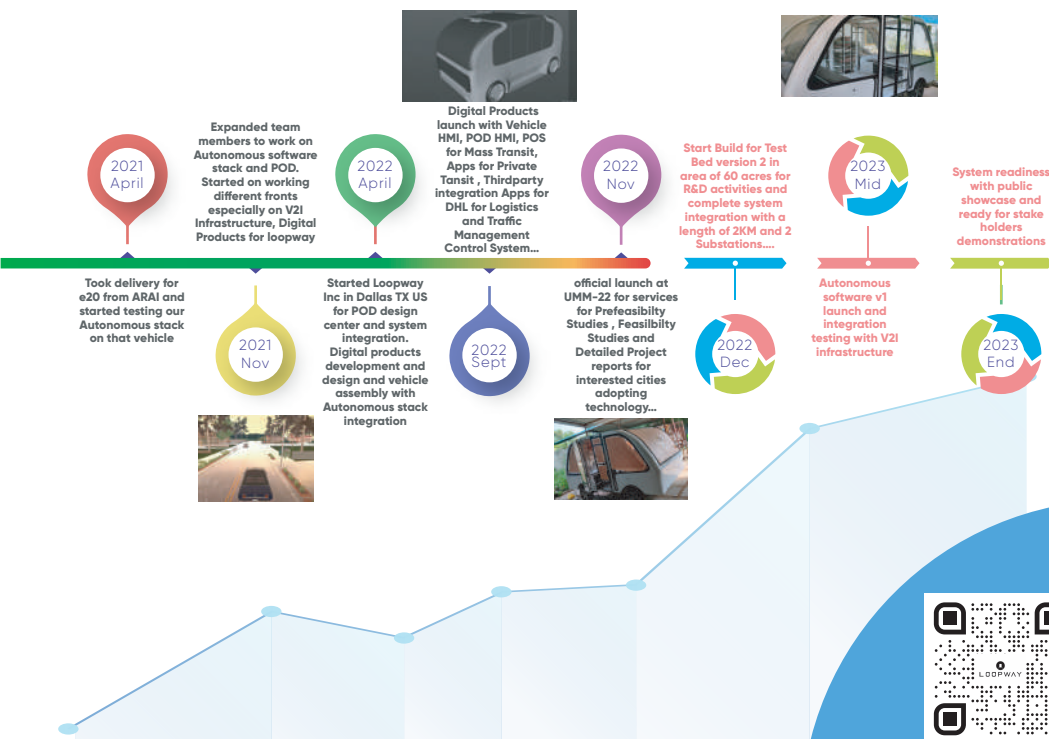 2021
April
Took delivery for
e20 from ARAI and
started testing our
Autonomous stack
on that vehicle
Expanded team
members to work on
Autonomous software
stack and POD.
Started on working
different fronts
especially on V2I
Infrastructure, Digital
Products for loopway
2021
Nov
2022
April
Started Loopway
Inc in Dallas TX US
for POD design
center and system
integration.
Digital products
development and
design and vehicle
assembly with
Autonomous stack
integration
Digital Products
launch with Vehicle
HMI, POD HMI, POS
for Mass Transit,
Apps for Private
Tansit , Thirdparty
integration Apps for
DHL for Logistics
and Traffic
Management
Control System...
2022
Sept
2022
Nov
official launch at
UMM-22 for services
for Prefeasibilty
Studies , Feasilbilty
Studies and
Detailed Project
reports for
interested cities
adopting
technology...
Start Build for Test
Bed version 2 in
area of 60 acres for
R&D activities and
complete system
integration with a
length of 2KM and 2
Substations....
2022
Dec
2023
Mid
Autonomous
software v1
launch and
integration
testing with V2I
infrastructure
System readiness
with public
showcase and
ready for stake
holders
demonstrations
2023
End
LOOPWAY